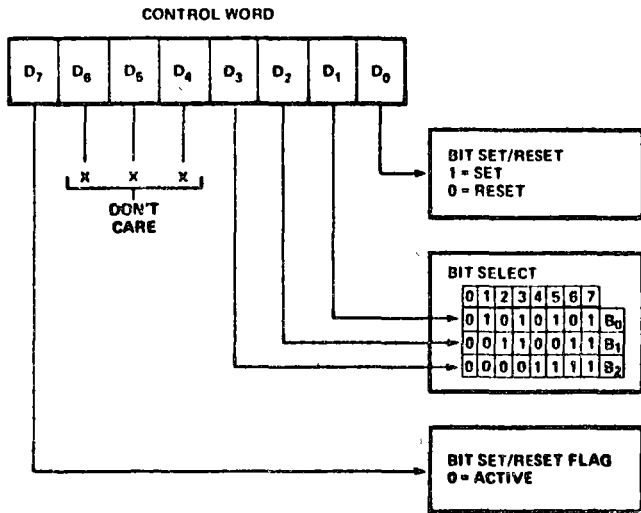 CONTROL WORD
D7 D6 D5 D4 D3 D2 D1 D0
BIT SET/RESET
1 = SET
0 = RESET
X X X
DON'T
CARE
BIT SELECT
0 1 2 3 4 5 6 7
0 1 0 1 0 1 0 1 B0
0 0 1 1 0 0 1 1 B1
0 0 0 0 1 1 1 1 B2
BIT SET/RESET FLAG
0 = ACTIVE